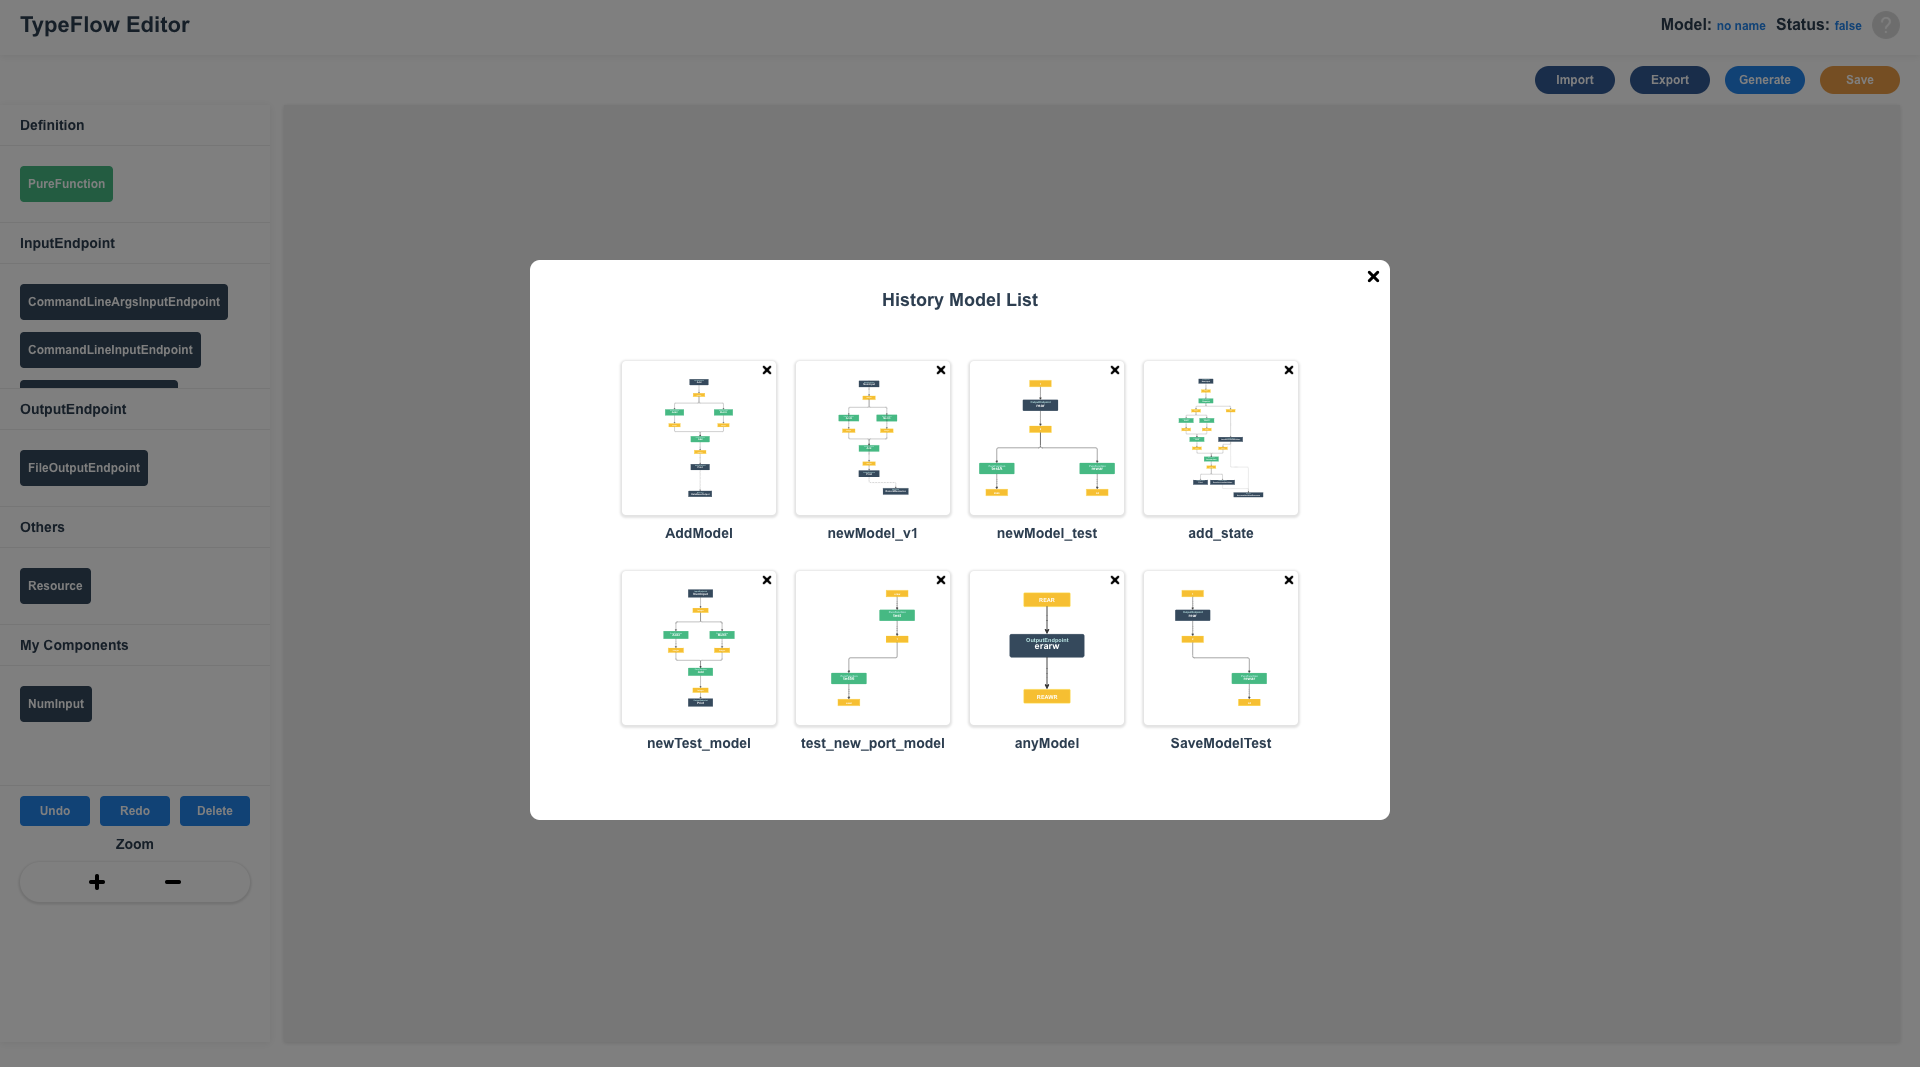 TypeFlow Editor
Model: no name Status: false ?
Import Export Generate Save
Definition
PureFunction
InputEndpoint
CommandLineArgsInputEndpoint
CommandLineInputEndpoint
OutputEndpoint
FileOutputEndpoint
Others
Resource
My Components
NumInput
Undo Redo Delete
Zoom
History Model List
AddModel newModel_v1 newModel_test add_state
REAR
OutputEndpoint
erarw
REAWR
newTest_model test_new_port_model anyModel SaveModelTest